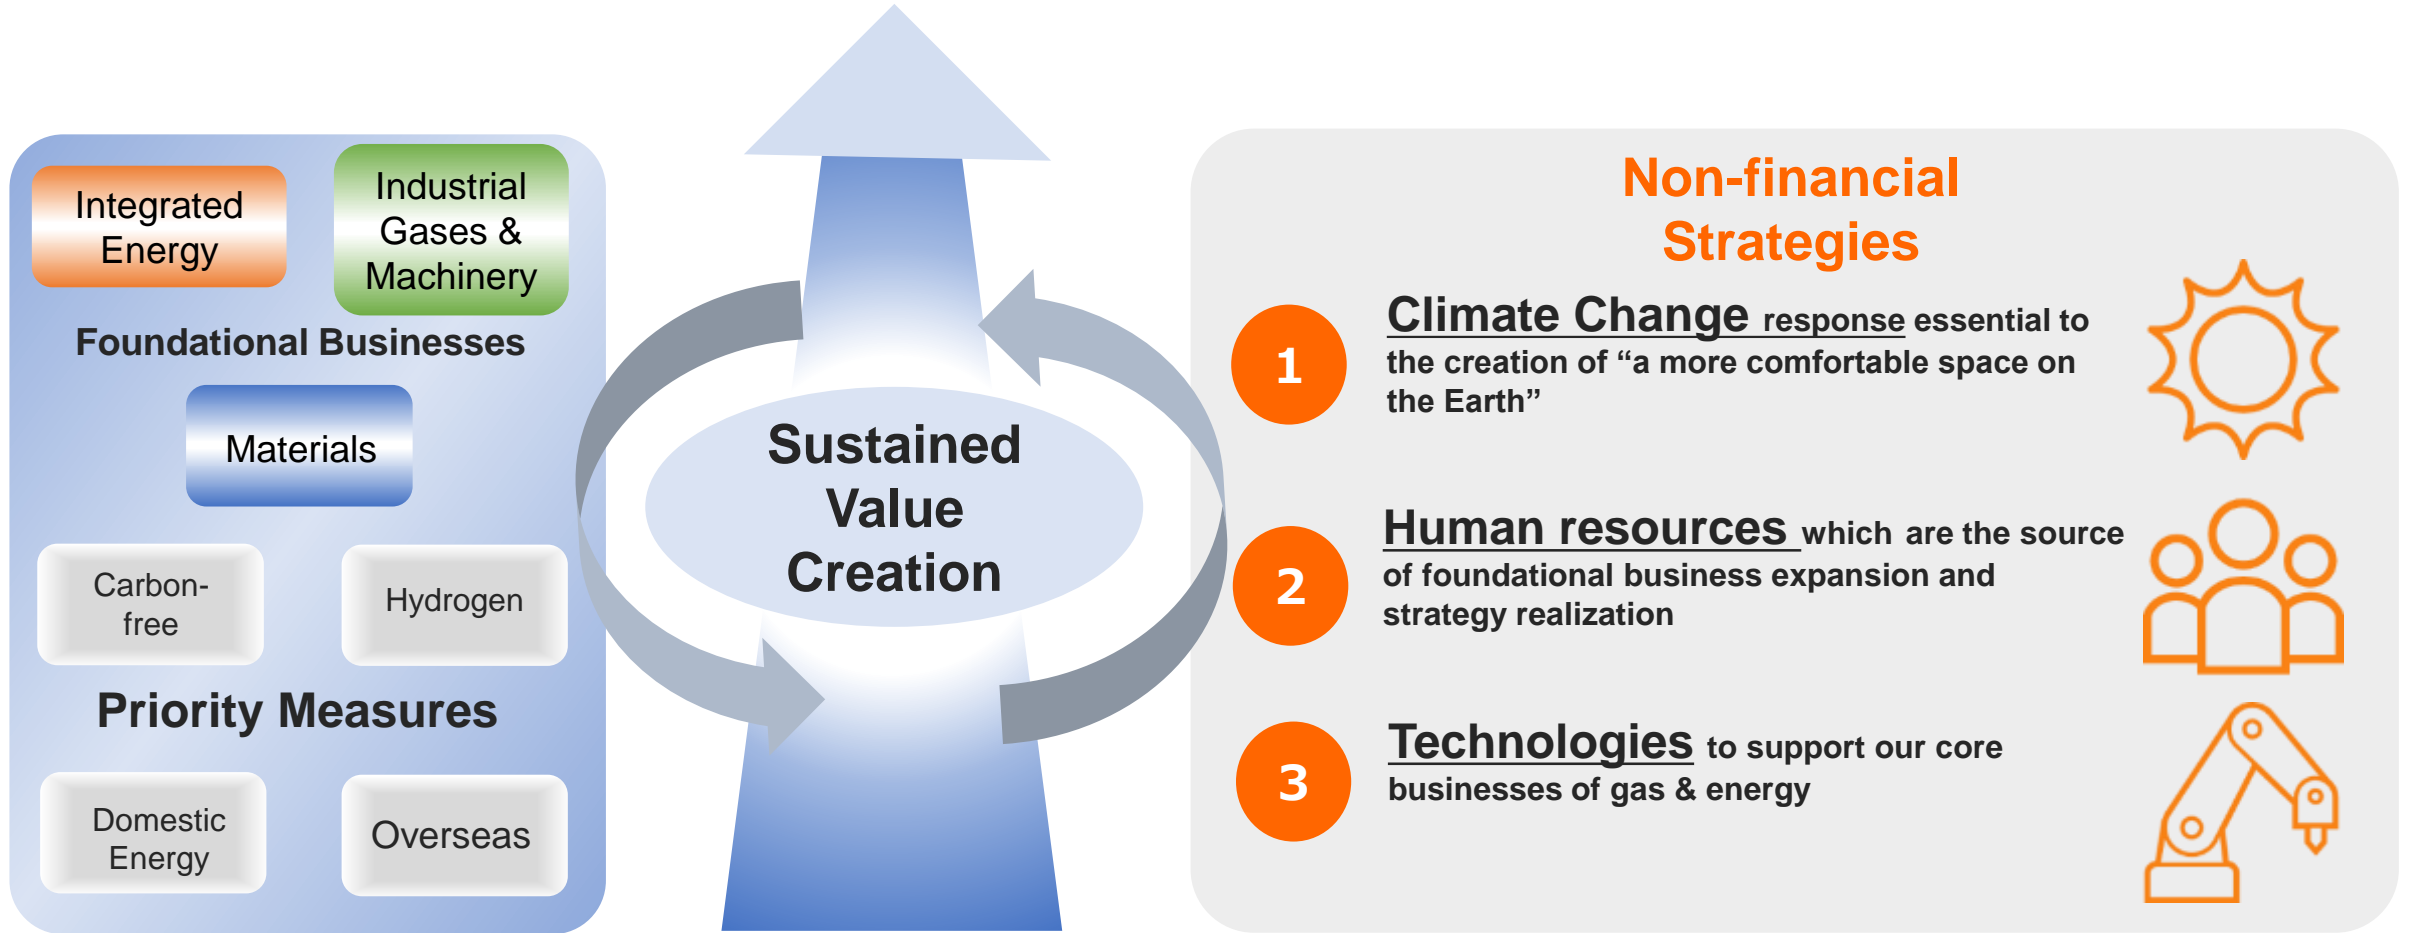 Integrated
Energy
Industrial
Gases &
Machinery
Foundational Businesses
Materials
Carbon-
free
Hydrogen
Priority Measures
Domestic
Energy
Overseas
Sustained
Value
Creation
Non-financial
Strategies
1
Climate Change response essential to
the creation of “a more comfortable space on
the Earth”
2
Human resources which are the source
of foundational business expansion and
strategy realization
3
Technologies to support our core
businesses of gas & energy